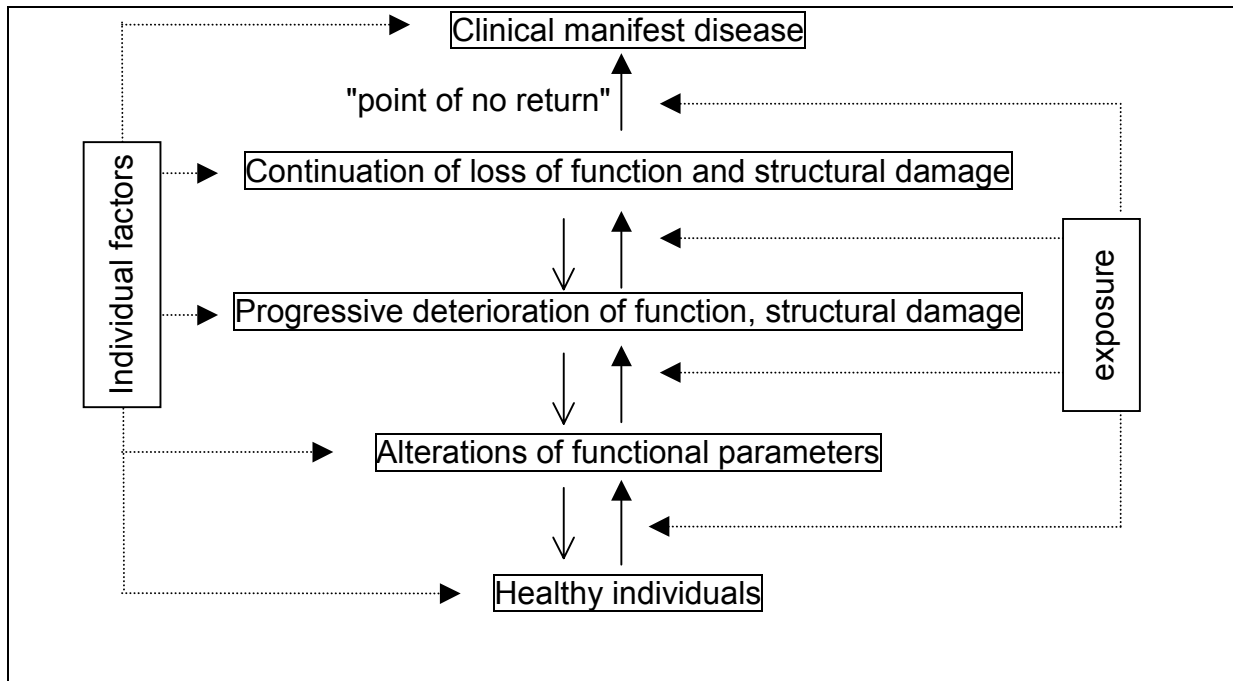 Clinical manifest disease
"point of no return"
Continuation of loss of function and structural damage
Individual factors
exposure
Progressive deterioration of function, structural damage
Alterations of functional parameters
Healthy individuals